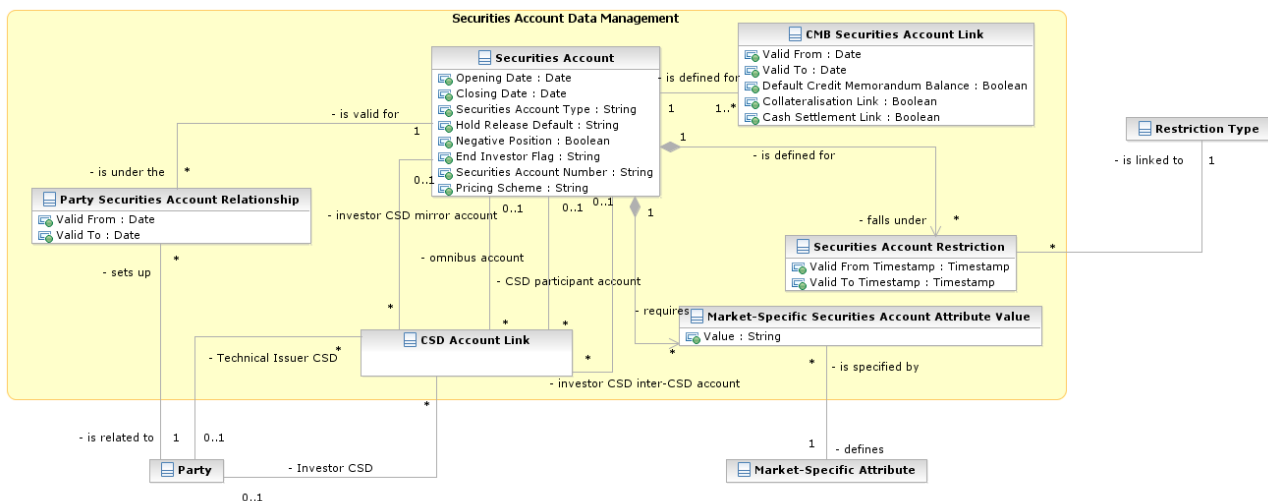 Securities Account Data Management
CMB Securities Account Link
Valid From : Date
Valid To : Date
Default Credit Memorandum Balance : Boolean
Collateralisation Link : Boolean
Cash Settlement Link : Boolean
Securities Account
Opening Date : Date
Closing Date : Date
Securities Account Type : String
Hold Release Default : String
Negative Position : Boolean
End Investor Flag : String
Securities Account Number : String
Pricing Scheme : String
- is defined for
1
1..*
- is valid for
1
Restriction Type
- is linked to
1
1
- is defined for
- is under the
*
0..1
Party Securities Account Relationship
Valid From : Date
Valid To : Date
- investor CSD mirror account
0..1
0..1
0..1
1
- falls under
*
Securities Account Restriction
Valid From Timestamp : Timestamp
Valid To Timestamp : Timestamp
*
- sets up
*
- omnibus account
- CSD participant account
*
*
*
- requires
*
Market-Specific Securities Account Attribute Value
Value : String
CSD Account Link
- Technical Issuer CSD
*
*
- investor CSD inter-CSD account
*
- is specified by
*
- is related to
1
0..1
- Investor CSD
0..1
Party
1
- defines
Market-Specific Attribute